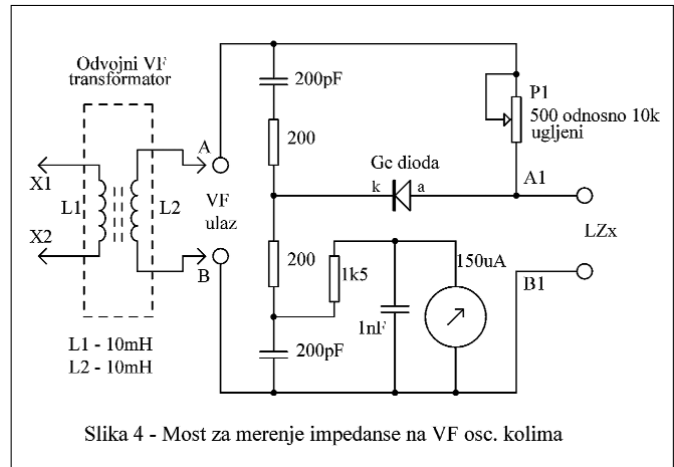 Odvojni VF
transformator
X1
X2
L1
L2
L1 - 10mH
L2 - 10mH
A
VF
ulaz
B
200pF
200
Ge dioda
k
a
P1
500 odnosno 10k
ugljeni
A1
LZx
B1
200
1k5
1nF
150uA
200pF
Slika 4 - Most za merenje impedanse na VF osc. kolima